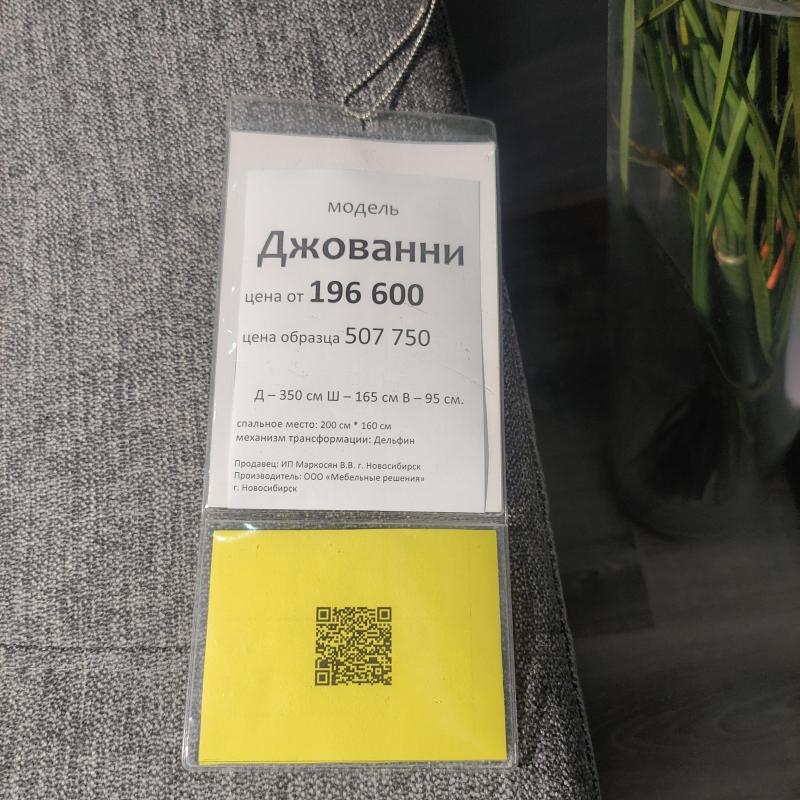 модель
Джованни
цена от 196 600
цена образца 507 750
Д – 350 см Ш – 165 см В – 95 см.
спальное место: 200 см * 160 см
механизм трансформации: Дельфин
Продавец: ИП Маркосян В.В. г. Новосибирск
Производитель: ООО «Мебельные решения»
г. Новосибирск